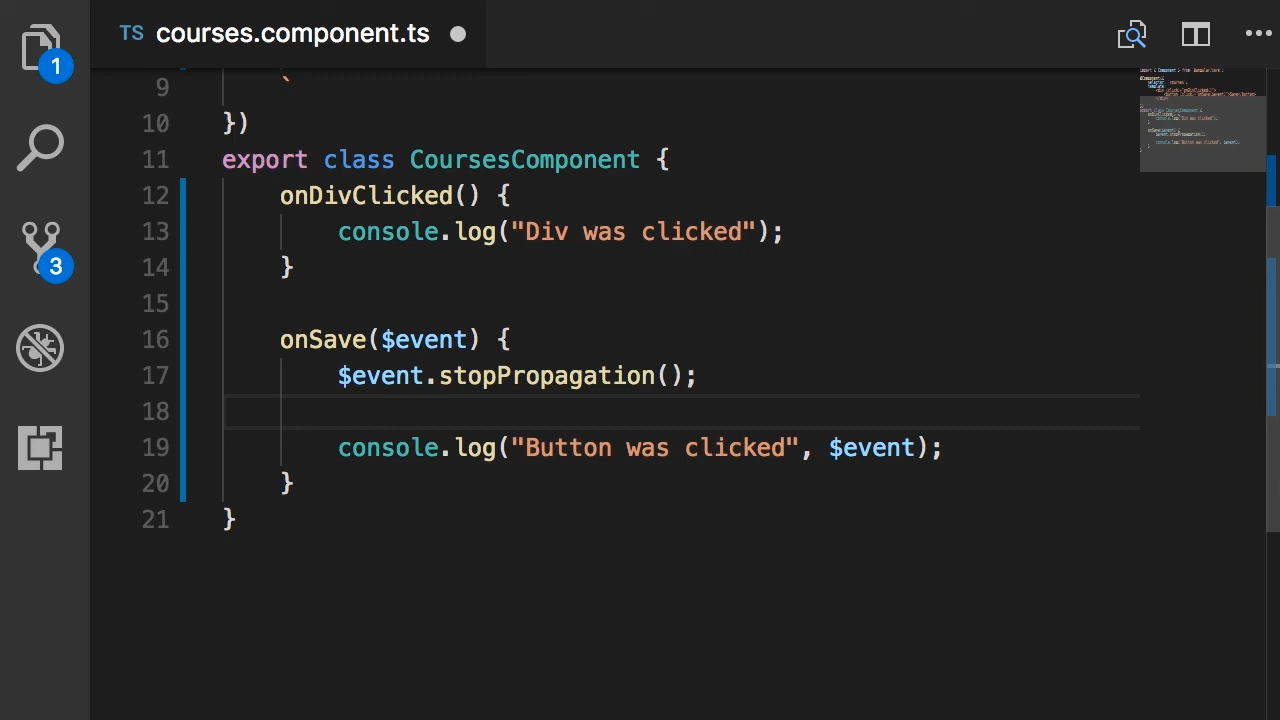 TS courses.component.ts
1
9 `
10 })
11 export class CoursesComponent {
12 onDivClicked() {
13 console.log("Div was clicked");
14 }
15
16 onSave($event) {
17 $event.stopPropagation();
18
19 console.log("Button was clicked", $event);
20 }
21 }
3